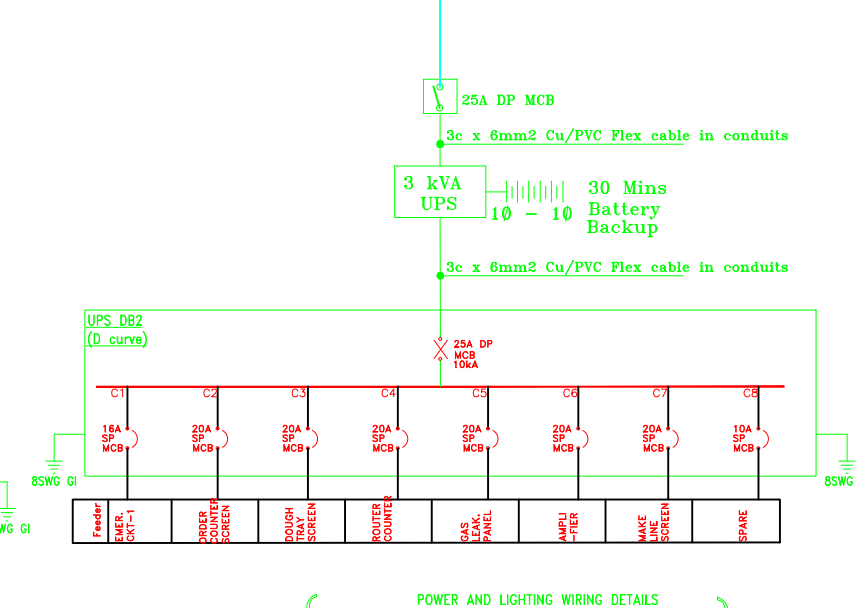 25A DP MCB
3c x 6mm2 Cu/PVC Flex cable in conduits
3 kVA
UPS
10 - 10
30 Mins
Battery
Backup
3c x 6mm2 Cu/PVC Flex cable in conduits
UPS DB2
(D curve)
25A DP
MCB
10kA
C1 C2 C3 C4 C5 C6 C7 C8
16A
SP
MCB
20A
SP
MCB
20A
SP
MCB
20A
SP
MCB
20A
SP
MCB
20A
SP
MCB
20A
SP
MCB
10A
SP
MCB
8SWG GI
8SWG
WG GI
Feeder
EMER.
CKT-1
ORDER
COUNTER
SCREEN
DOUGH
TRAY
SCREEN
ROUTER
COUNTER
GAS
LEAK.
PANEL
AMPLI
-FIER
MAKE
LINE
SCREEN
SPARE
POWER AND LIGHTING WIRING DETAILS